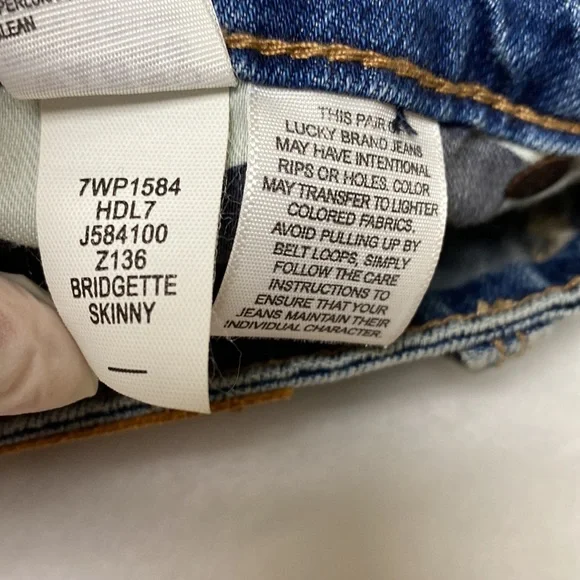 LEAN
7WP1584
HDL7
J584100
Z136
BRIDGETTE
SKINNY
THIS PAIR OF
LUCKY BRAND JEANS
MAY HAVE INTENTIONAL
RIPS OR HOLES. COLOR
MAY TRANSFER TO LIGHTER
COLORED FABRICS.
AVOID PULLING UP BY
BELT LOOPS, SIMPLY
FOLLOW THE CARE
INSTRUCTIONS TO
ENSURE THAT YOUR
JEANS MAINTAIN THEIR
INDIVIDUAL CHARACTER.